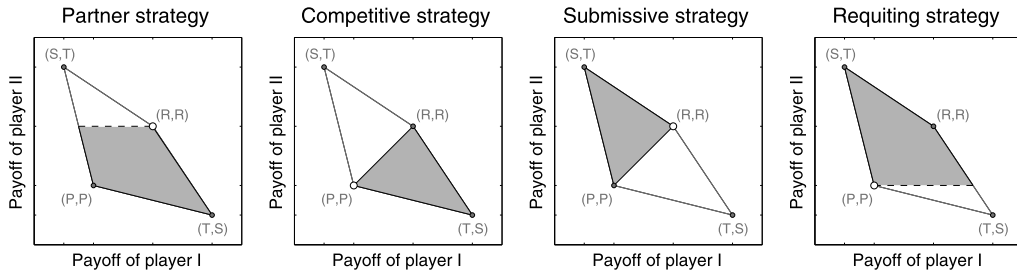 Partner strategy
Competitive strategy
Submissive strategy
Requiting strategy
Payoff of player II
(S,T)
(R,R)
(P,P)
(T,S)
Payoff of player I
Payoff of player II
(S,T)
(R,R)
(P,P)
(T,S)
Payoff of player I
Payoff of player II
(S,T)
(R,R)
(P,P)
(T,S)
Payoff of player I
Payoff of player II
(S,T)
(R,R)
(P,P)
(T,S)
Payoff of player I